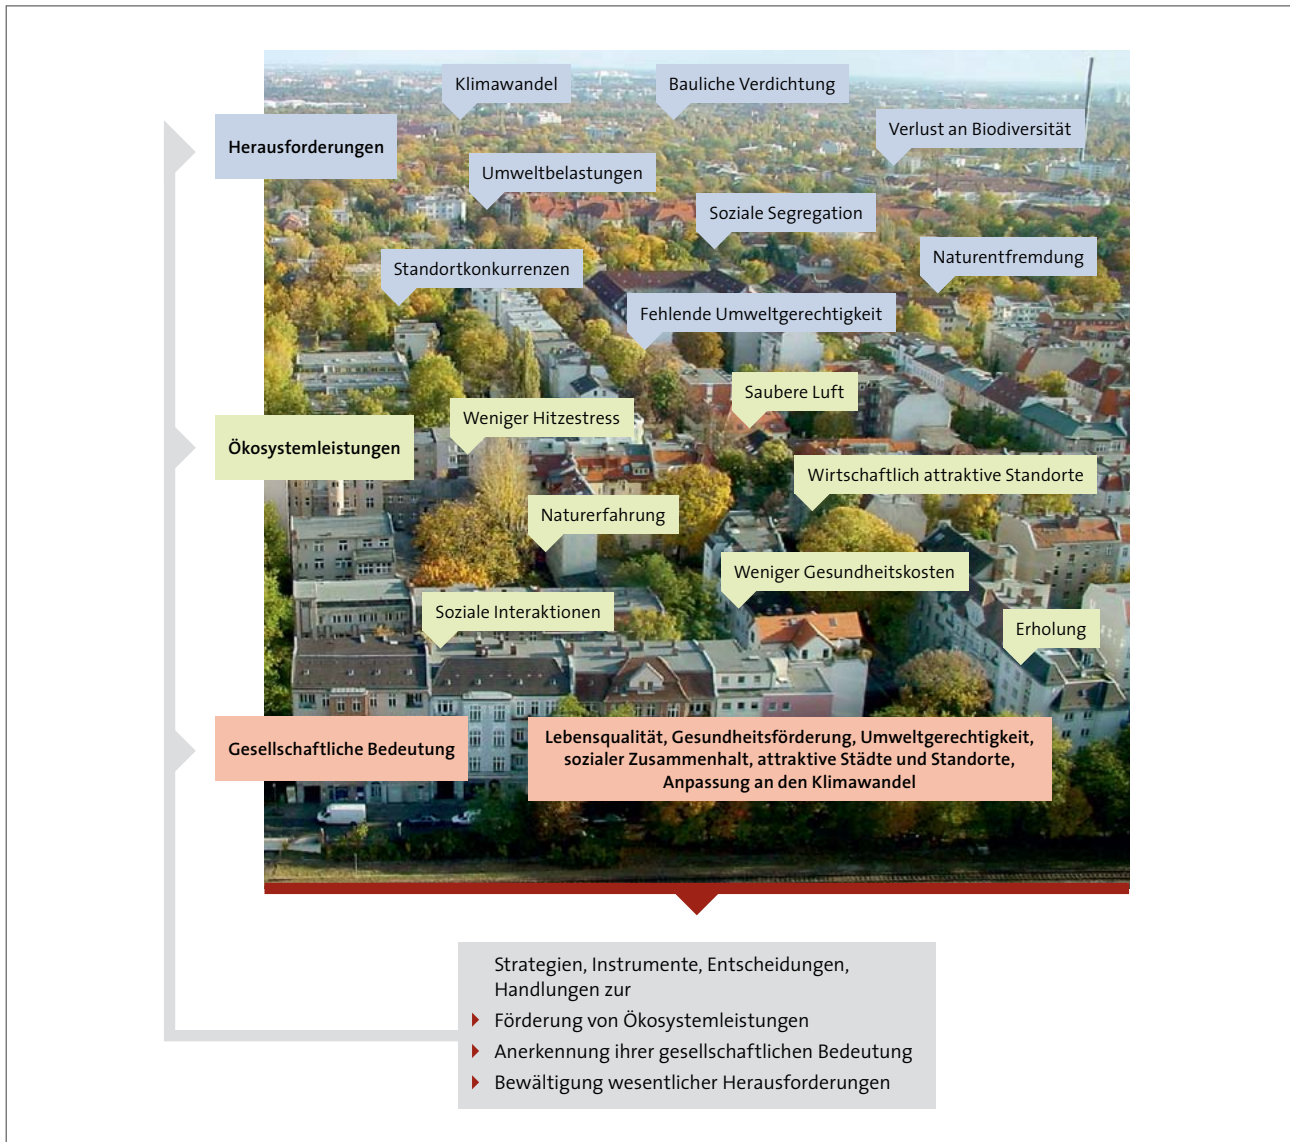 Klimawandel
Bauliche Verdichtung
Verlust an Biodiversität
Herausforderungen
Umweltbelastungen
Soziale Segregation
Naturentfremdung
Standortkonkurrenzen
Fehlende Umweltgerechtigkeit
Saubere Luft
Weniger Hitzestress
Ökosystemleistungen
Wirtschaftlich attraktive Standorte
Naturerfahrung
Weniger Gesundheitskosten
Soziale Interaktionen
Erholung
Gesellschaftliche Bedeutung
Lebensqualität, Gesundheitsförderung, Umweltgerechtigkeit,
sozialer Zusammenhalt, attraktive Städte und Standorte,
Anpassung an den Klimawandel
Strategien, Instrumente, Entscheidungen,
Handlungen zur
Förderung von Ökosystemleistungen
Anerkennung ihrer gesellschaftlichen Bedeutung
Bewältigung wesentlicher Herausforderungen